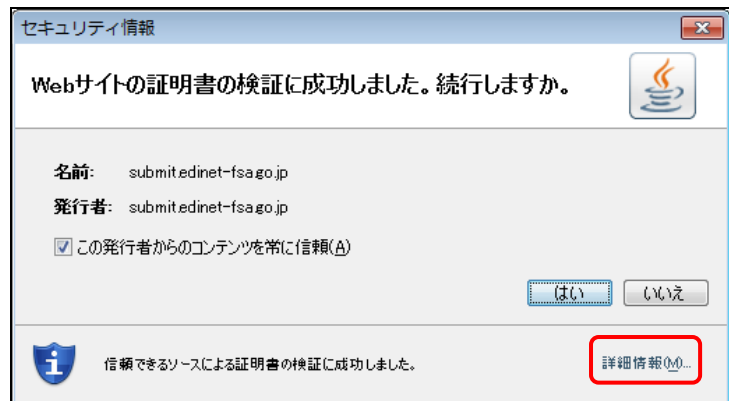 セキュリティ情報
Webサイトの証明書の検証に成功しました。続行しますか。
名前: submit.edinet-fsa.go.jp
発行者: submit.edinet-fsa.go.jp
この発行者からのコンテンツを常に信頼(A)
はい いいえ
信頼できるソースによる証明書の検証に成功しました。 詳細情報(M)...